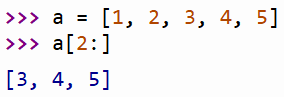 >>> a = [1, 2, 3, 4, 5]
>>> a[2:]
[3, 4, 5]